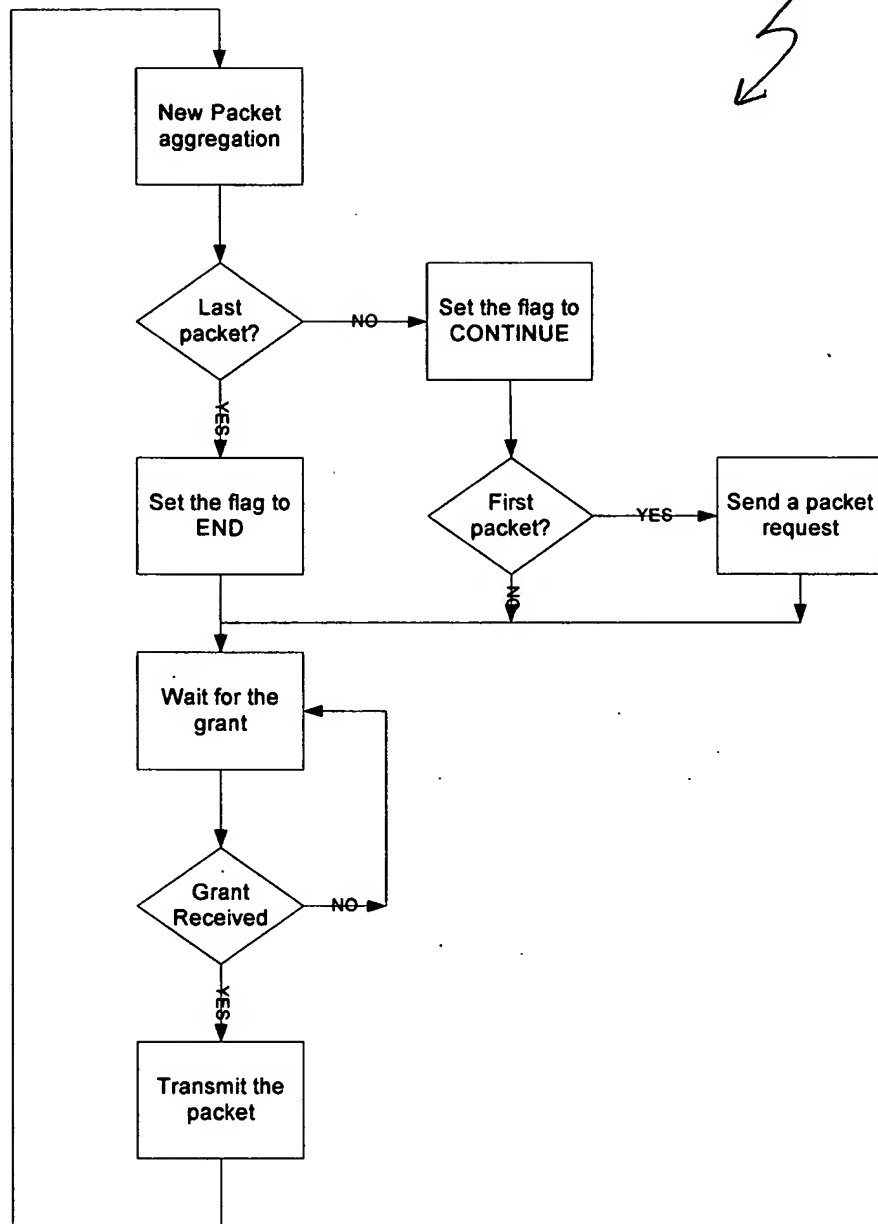 New Packet
aggregation
Last
packet?
NO
Set the flag to
CONTINUE
YES
Set the flag to
END
First
packet?
YES
Send a packet
request
NO
Wait for the
grant
Grant
Received
NO
YES
Transmit the
packet